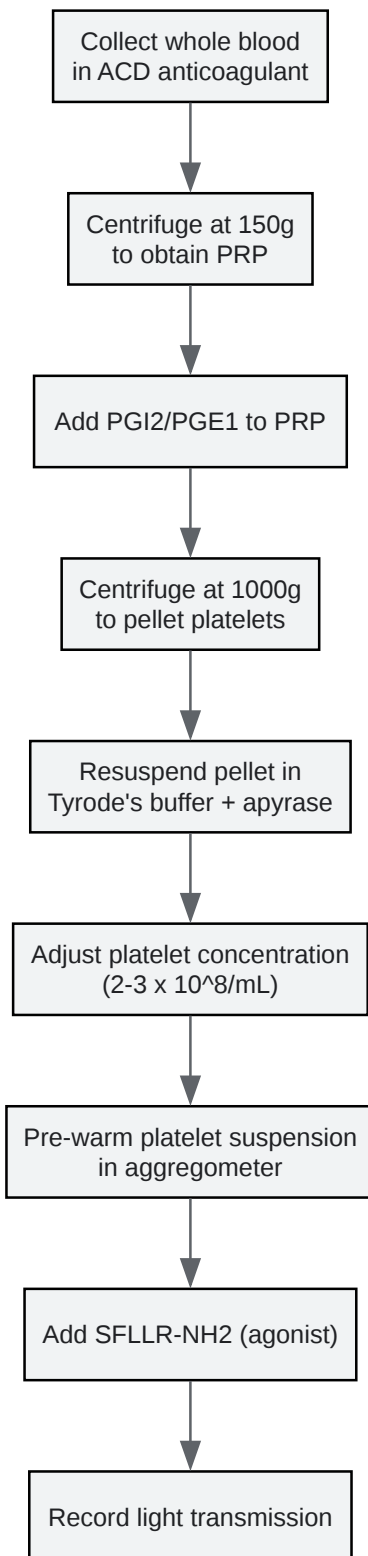 Collect whole blood
in ACD anticoagulant
Centrifuge at 150g
to obtain PRP
Add PGI2/PGE1 to PRP
Centrifuge at 1000g
to pellet platelets
Resuspend pellet in
Tyrode's buffer + apyrase
Adjust platelet concentration
(2-3 x 10^8/mL)
Pre-warm platelet suspension
in aggregometer
Add SFLLR-NH2 (agonist)
Record light transmission